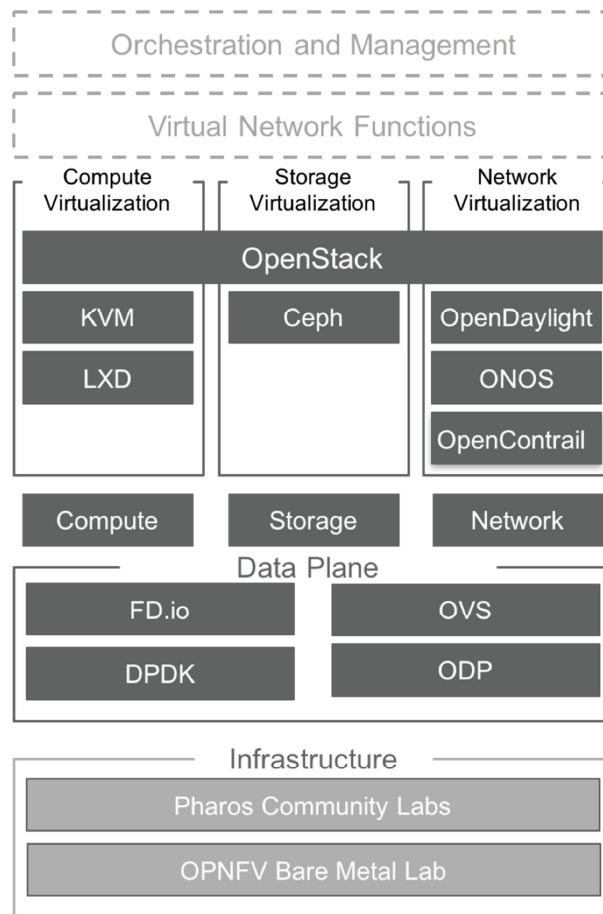 Orchestration and Management
Virtual Network Functions
Compute
Virtualization
Storage
Virtualization
Network
Virtualization
OpenStack
KVM
Ceph
OpenDaylight
LXD
ONOS
OpenContrail
Compute
Storage
Network
Data Plane
FD.io
OVS
DPDK
ODP
Infrastructure
Pharos Community Labs
OPNFV Bare Metal Lab